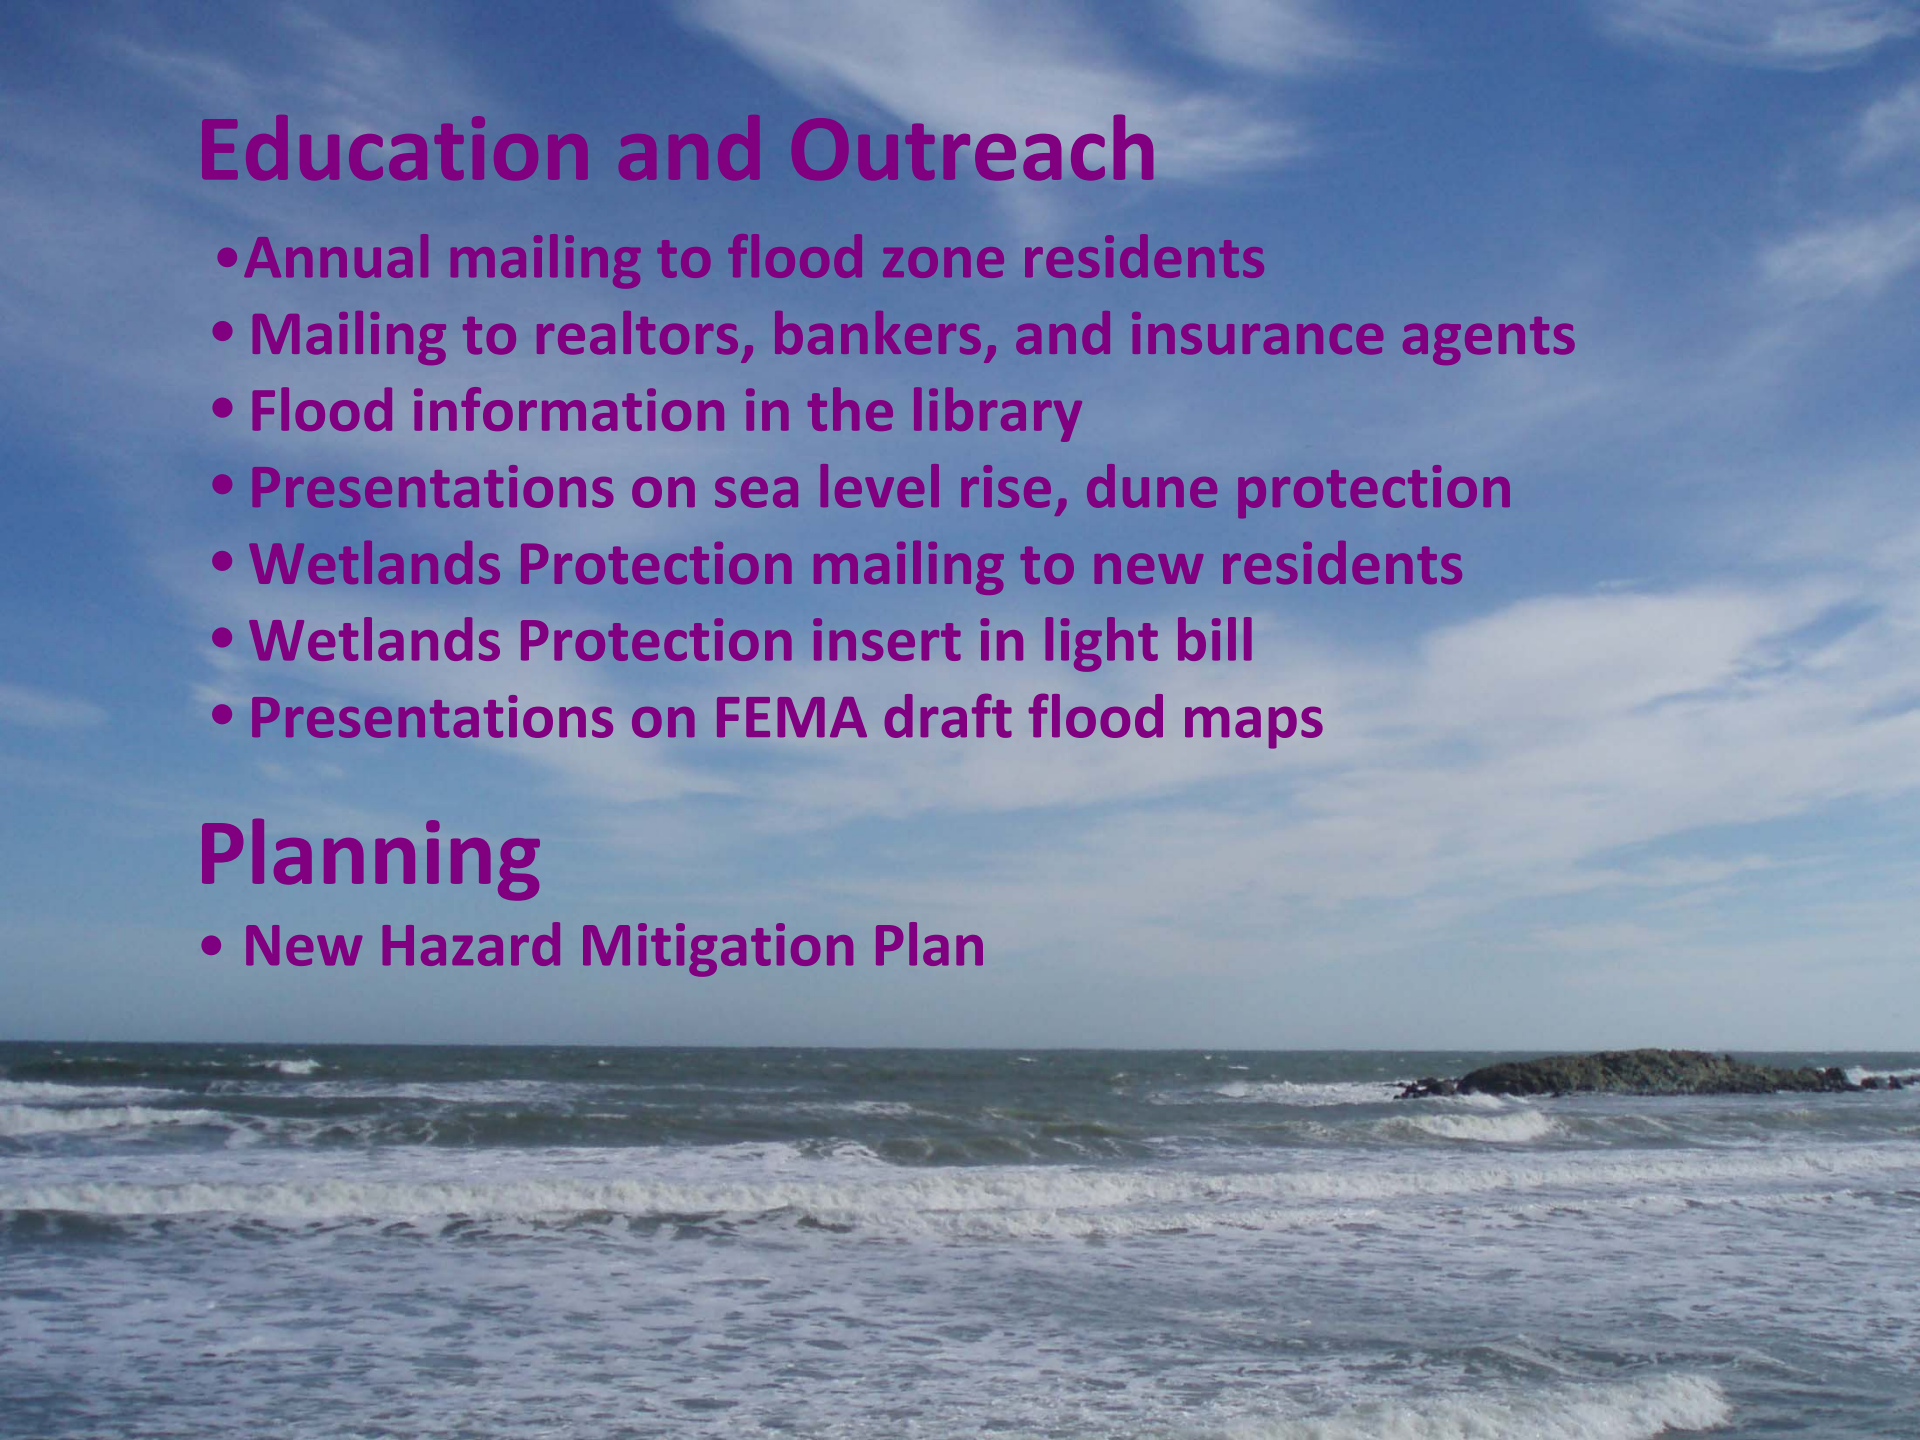 Education and Outreach
•Annual mailing to flood zone residents
• Mailing to realtors, bankers, and insurance agents
• Flood information in the library
• Presentations on sea level rise, dune protection
• Wetlands Protection mailing to new residents
• Wetlands Protection insert in light bill
• Presentations on FEMA draft flood maps
Planning
• New Hazard Mitigation Plan